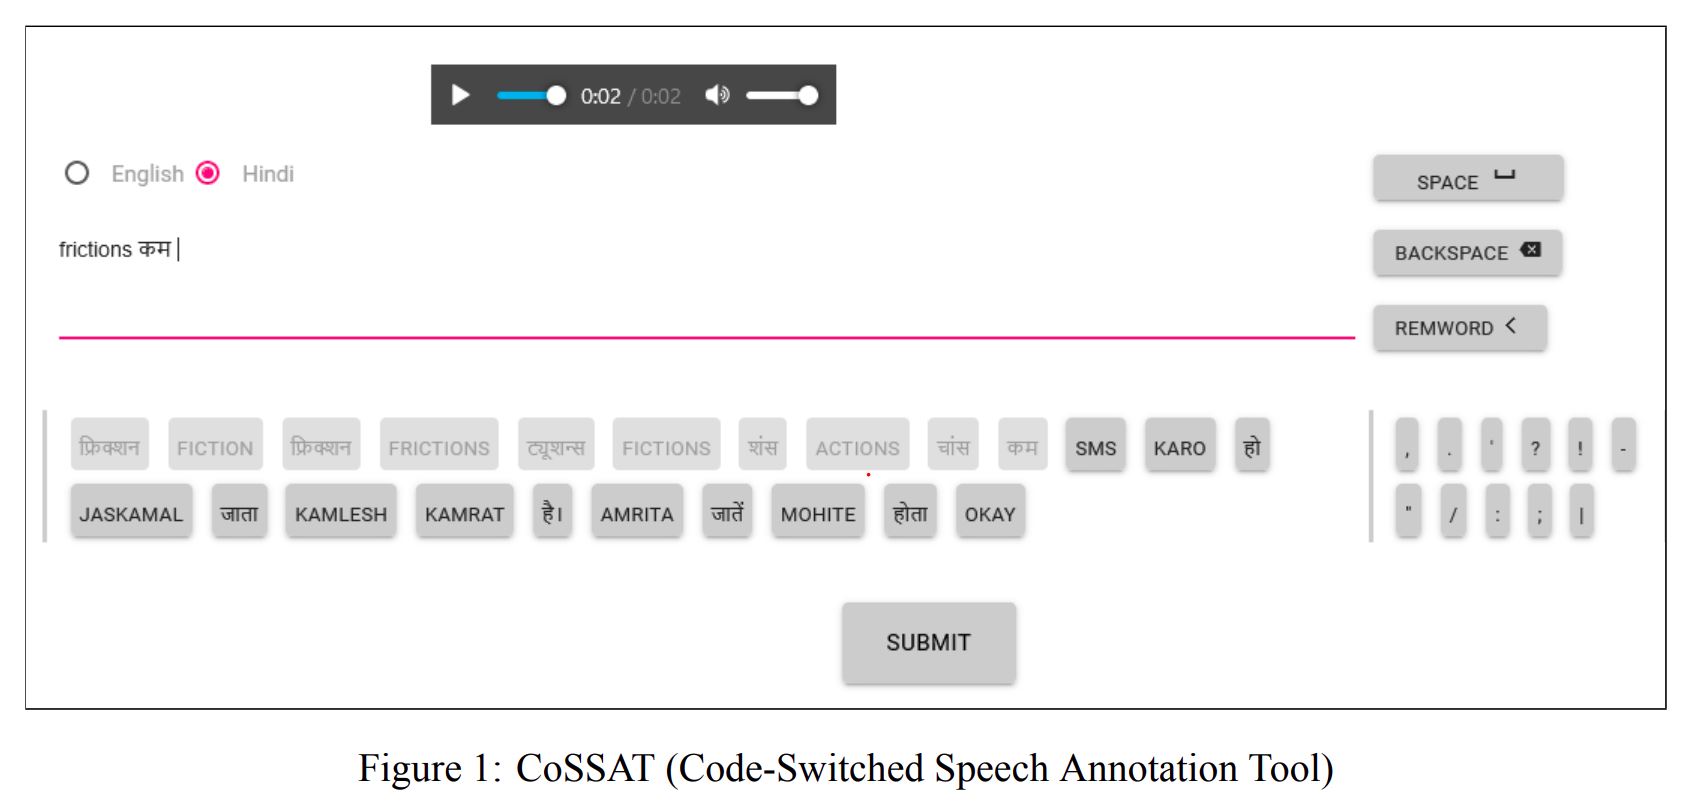 0:02 / 0:02
English Hindi
SPACE
frictions कम
BACKSPACE
REMWORD
फ्रिक्शन FICTION फ्रिक्शन FRICTIONS ट्यूशन्स FICTIONS शंस ACTIONS चांस कम SMS KARO हो
JASKAMAL जाता KAMLESH KAMRAT है। AMRITA जातें MOHITE होता OKAY
, . ' ? ! -
" / : ; |
SUBMIT
Figure 1: CoSSAT (Code-Switched Speech Annotation Tool)